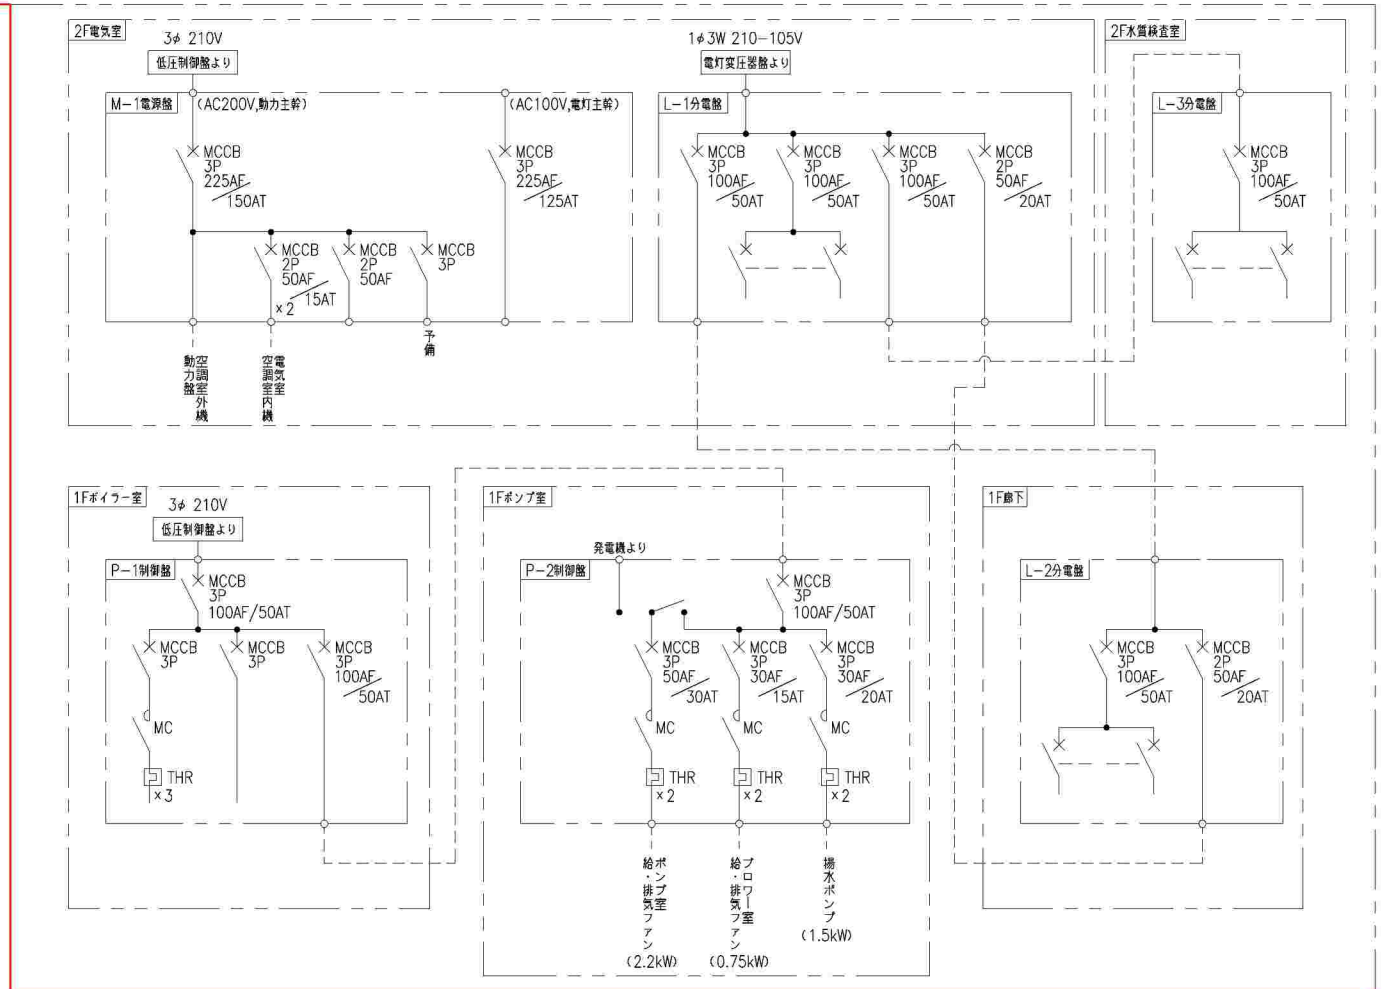 2F電気室
3φ 210V
低圧制御盤より
M-1電源盤
(AC200V,動力主幹)
(AC100V,電灯主幹)
MCCB
3P
225AF
150AT
MCCB
3P
225AF
125AT
MCCB
2P
50AF
15AT
×2
MCCB
2P
50AF
MCCB
3P
動力盤
空調室外機
空調室内機
電気室
予備
1φ3W 210-105V
電灯変圧器盤より
L-1分電盤
MCCB
3P
100AF
50AT
MCCB
3P
100AF
50AT
MCCB
3P
100AF
50AT
MCCB
2P
50AF
20AT
2F水質検査室
L-3分電盤
MCCB
3P
100AF
50AT
1Fボイラー室
3φ 210V
低圧制御盤より
P-1制御盤
MCCB
3P
100AF/50AT
MCCB
3P
MCCB
3P
MCCB
3P
100AF
50AT
MC
THR
×3
1Fポンプ室
発電機より
P-2制御盤
MCCB
3P
100AF/50AT
MCCB
3P
50AF
30AT
MCCB
3P
30AF
15AT
MCCB
3P
30AF
20AT
MC
MC
MC
THR
×2
THR
×2
THR
×2
ポンプ室
給・排気ファン
(2.2kW)
ブロワー室
給・排気ファン
(0.75kW)
揚水ポンプ
(1.5kW)
1F廊下
L-2分電盤
MCCB
3P
100AF
50AT
MCCB
2P
50AF
20AT